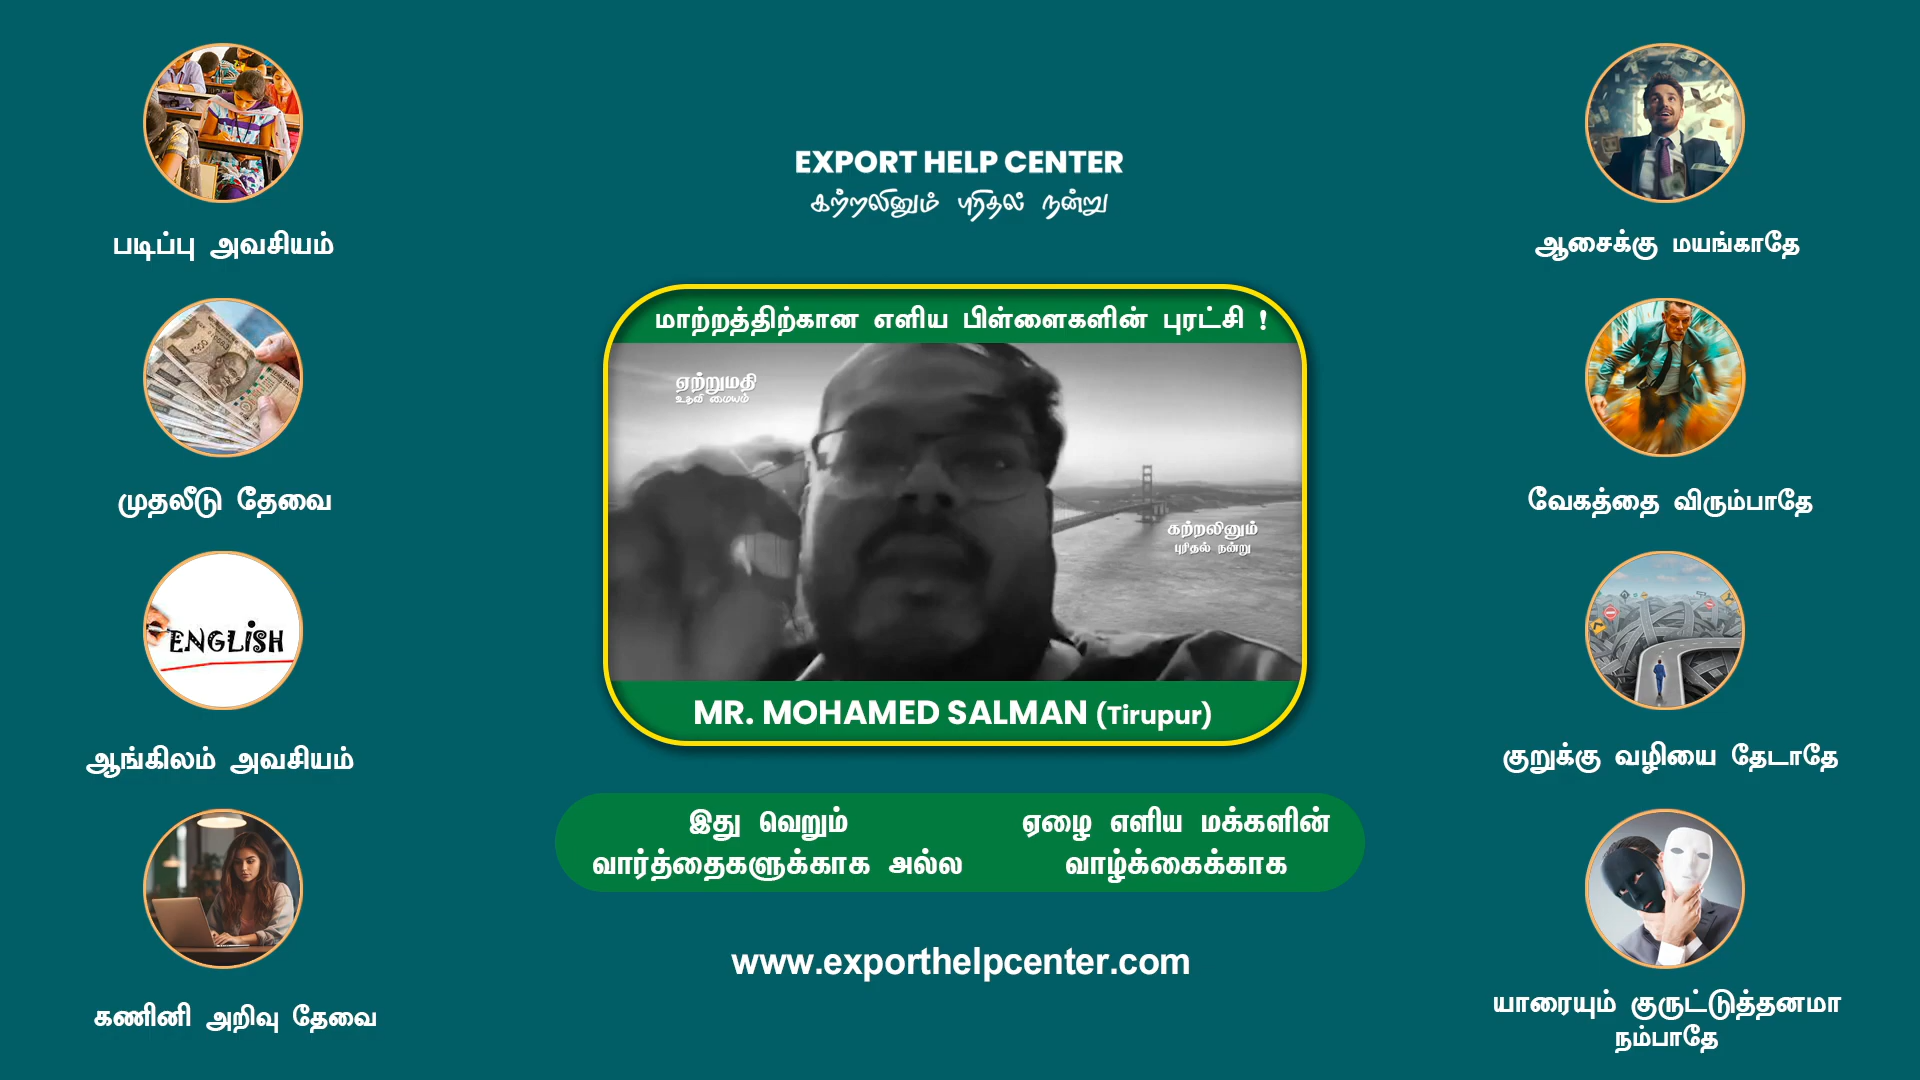 EXPORT HELP CENTER
கற்றலினும் புரிதல் நன்று
படிப்பு அவசியம்
முதலீடு தேவை
ENGLISH
ஆங்கிலம் அவசியம்
கணினி அறிவு தேவை
மாற்றத்திற்கான எளிய பிள்ளைகளின் புரட்சி !
ஏற்றுமதி
உதவி மையம்
கற்றலினும்
புரிதல் நன்று
MR. MOHAMED SALMAN (Tirupur)
இது வெறும்
வார்த்தைகளுக்காக அல்ல
ஏழை எளிய மக்களின்
வாழ்க்கைக்காக
www.exporthelpcenter.com
ஆசைக்கு மயங்காதே
வேகத்தை விரும்பாதே
குறுக்கு வழியை தேடாதே
யாரையும் குருட்டுத்தனமா
நம்பாதே